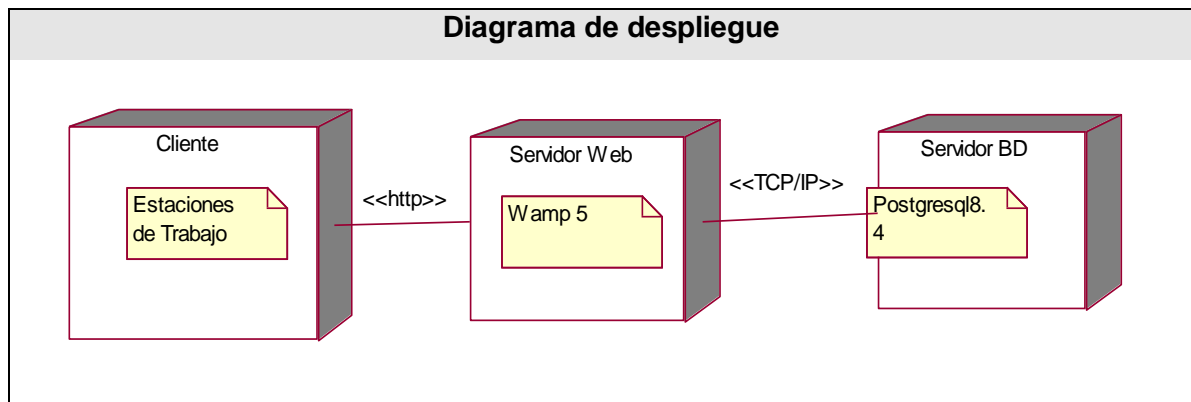 Diagrama de despliegue
Cliente
Estaciones
de Trabajo
<<http>>
Servidor Web
Wamp 5
<<TCP/IP>>
Servidor BD
Postgresql8.
4